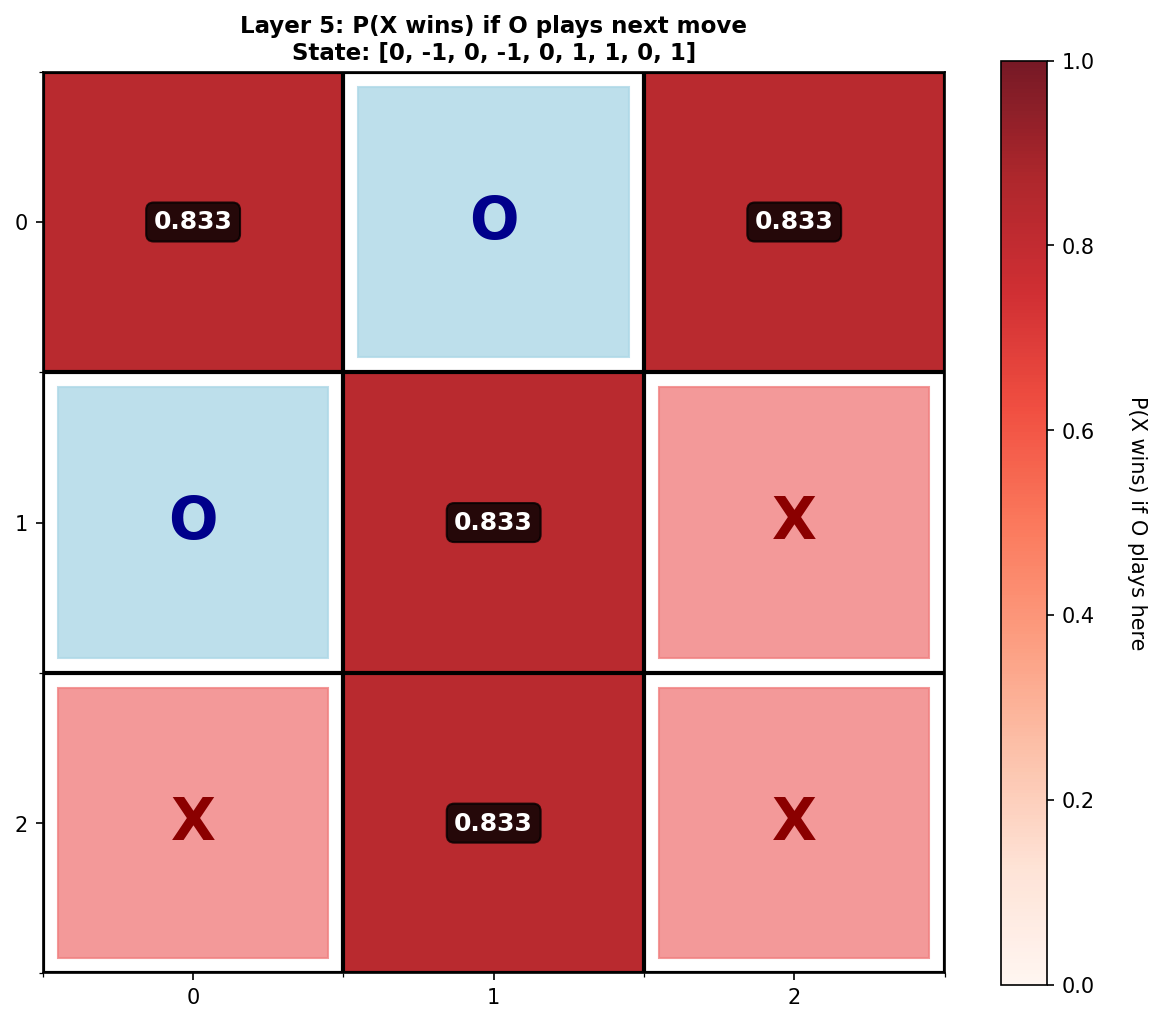 Layer 5: P(X wins) if O plays next move
State: [0, -1, 0, -1, 0, 1, 1, 0, 1]
0
0.833
O
0.833
1
O
0.833
X
2
X
0.833
X
0
1
2
1.0
0.8
0.6
0.4
0.2
0.0
P(X wins) if O plays here